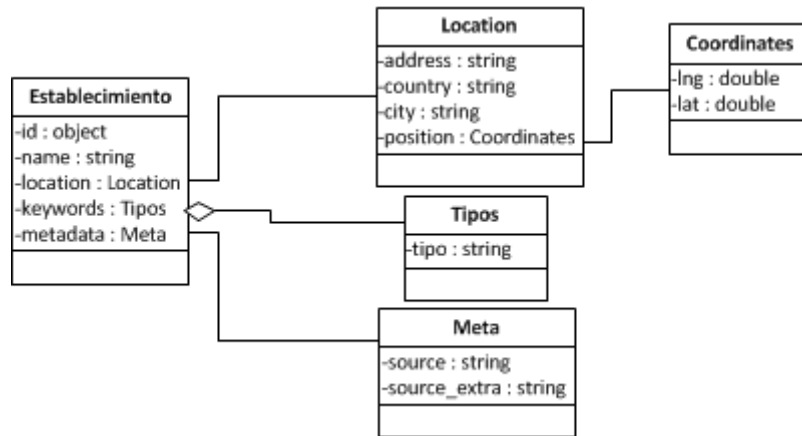 Establecimiento
-id : object
-name : string
-location : Location
-keywords : Tipos
-metadata : Meta
Location
-address : string
-country : string
-city : string
-position : Coordinates
Coordinates
-lng : double
-lat : double
Tipos
-tipo : string
Meta
-source : string
-source_extra : string